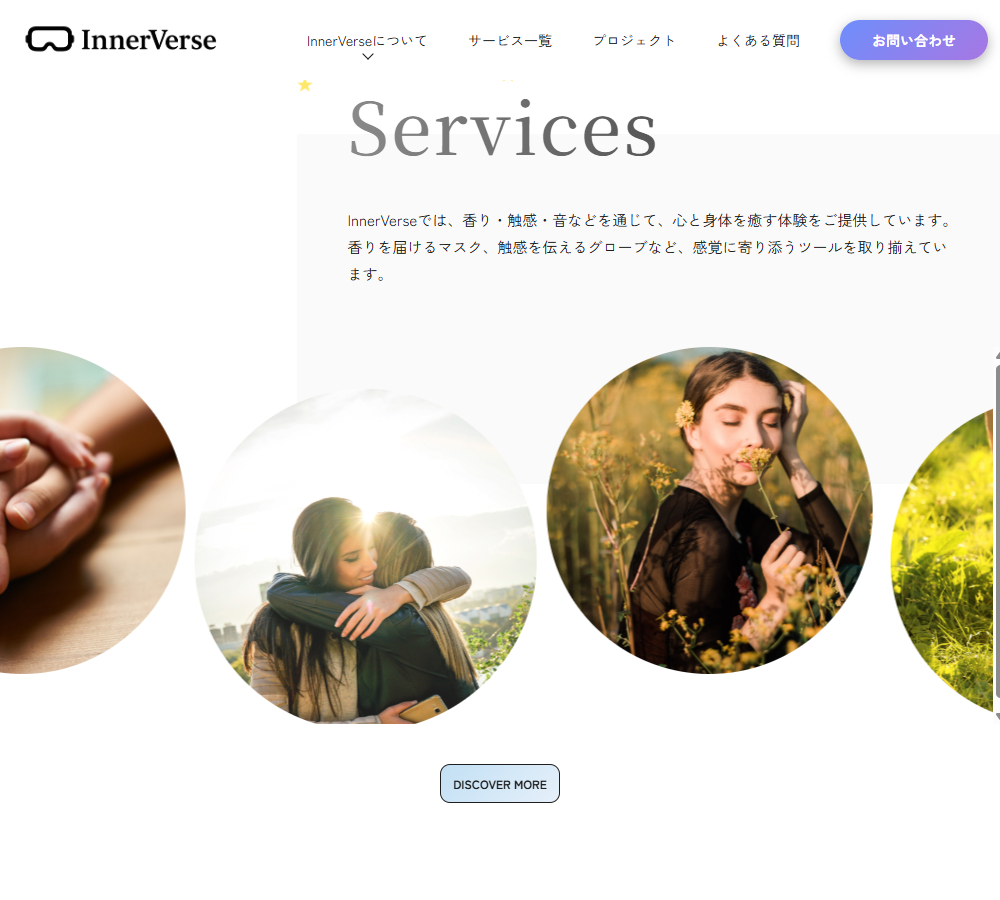 InnerVerse
InnerVerseについて
サービス一覧
プロジェクト
よくある質問
お問い合わせ
Services
InnerVerseでは、香り・触感・音などを通じて、心と身体を癒す体験をご提供しています。
香りを届けるマスク、触感を伝えるグローブなど、感覚に寄り添うツールを取り揃えてい
ます。
DISCOVER MORE